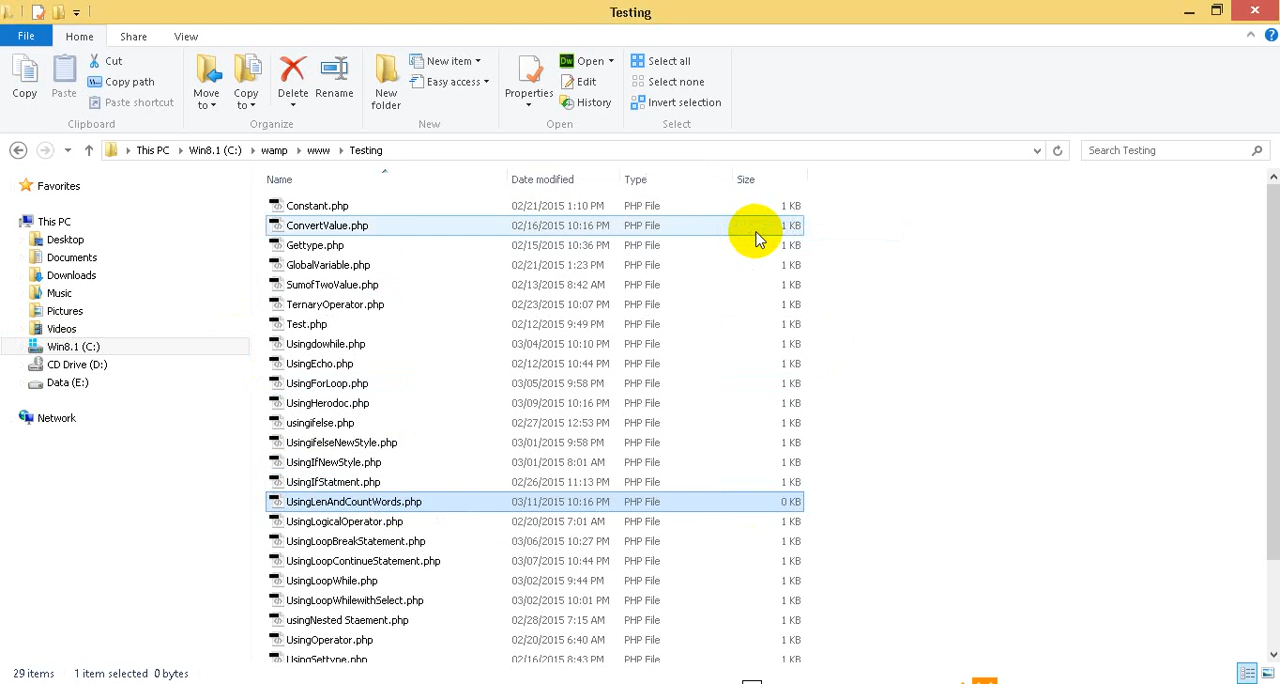 Testing
File Home Share View
Copy Paste Cut Copy path Paste shortcut Clipboard
Move to Copy to Delete Rename Organize
New folder New item Easy access New
Properties Open Edit History Open
Select all Select none Invert selection Select
This PC Win8.1 (C:) wamp www Testing Search Testing
Favorites
This PC
Desktop
Documents
Downloads
Music
Pictures
Videos
Win8.1 (C:)
CD Drive (D:)
Data (E:)
Network
Name Date modified Type Size
Constant.php 02/21/2015 1:10 PM PHP File 1 KB
ConvertValue.php 02/16/2015 10:16 PM PHP File 1 KB
Gettype.php 02/15/2015 10:36 PM PHP File 1 KB
GlobalVariable.php 02/21/2015 1:23 PM PHP File 1 KB
SumofTwoValue.php 02/13/2015 8:42 AM PHP File 1 KB
TernaryOperator.php 02/23/2015 10:07 PM PHP File 1 KB
Test.php 02/12/2015 9:49 PM PHP File 1 KB
Usingdowhile.php 03/04/2015 10:10 PM PHP File 1 KB
UsingEcho.php 02/12/2015 10:44 PM PHP File 1 KB
UsingForLoop.php 03/05/2015 9:58 PM PHP File 1 KB
UsingHerodoc.php 03/09/2015 10:16 PM PHP File 1 KB
usingifelse.php 02/27/2015 12:53 PM PHP File 1 KB
UsingifelseNewStyle.php 03/01/2015 9:58 PM PHP File 1 KB
UsingIfNewStyle.php 03/01/2015 8:01 AM PHP File 1 KB
UsingIfStatment.php 02/26/2015 11:13 PM PHP File 1 KB
UsingLenAndCountWords.php 03/11/2015 10:16 PM PHP File 0 KB
UsingLogicalOperator.php 02/20/2015 7:01 AM PHP File 1 KB
UsingLoopBreakStatement.php 03/06/2015 10:27 PM PHP File 1 KB
UsingLoopContinueStatement.php 03/06/2015 10:44 PM PHP File 1 KB
UsingLoopWhile.php 03/02/2015 9:44 PM PHP File 1 KB
UsingLoopWhilewithSelect.php 03/02/2015 10:01 PM PHP File 1 KB
usingNested Staement.php 02/28/2015 7:15 AM PHP File 1 KB
UsingOperator.php 02/20/2015 6:40 AM PHP File 1 KB
UsingSettype.php 02/16/2015 8:43 PM PHP File 1 KB
29 items 1 item selected 0 bytes